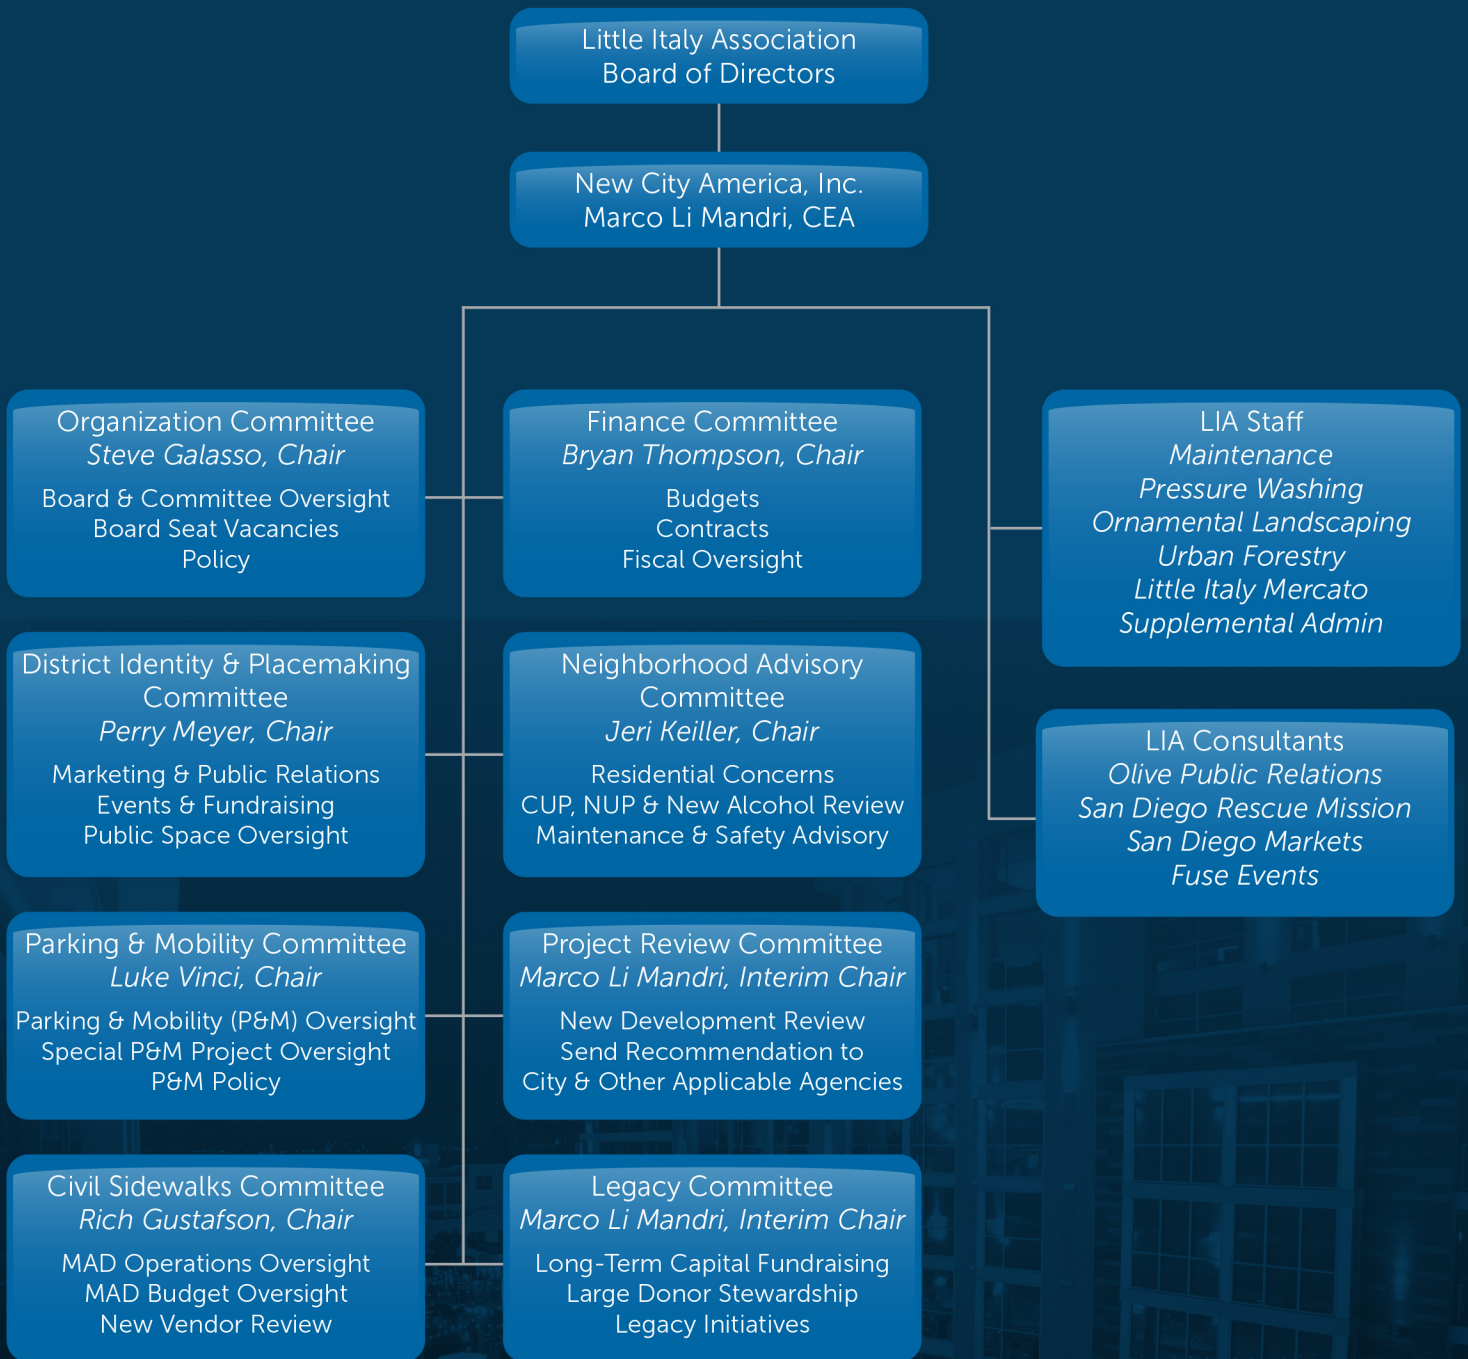 Little Italy Association
Board of Directors
New City America, Inc.
Marco Li Mandri, CEA
Organization Committee
Steve Galasso, Chair
Board & Committee Oversight
Board Seat Vacancies
Policy
Finance Committee
Bryan Thompson, Chair
Budgets
Contracts
Fiscal Oversight
LIA Staff
Maintenance
Pressure Washing
Ornamental Landscaping
Urban Forestry
Little Italy Mercato
Supplemental Admin
District Identity & Placemaking
Committee
Perry Meyer, Chair
Marketing & Public Relations
Events & Fundraising
Public Space Oversight
Neighborhood Advisory
Committee
Jeri Keiller, Chair
Residential Concerns
CUP, NUP & New Alcohol Review
Maintenance & Safety Advisory
LIA Consultants
Olive Public Relations
San Diego Rescue Mission
San Diego Markets
Fuse Events
Parking & Mobility Committee
Luke Vinci, Chair
Parking & Mobility (P&M) Oversight
Special P&M Project Oversight
P&M Policy
Project Review Committee
Marco Li Mandri, Interim Chair
New Development Review
Send Recommendation to
City & Other Applicable Agencies
Civil Sidewalks Committee
Rich Gustafson, Chair
MAD Operations Oversight
MAD Budget Oversight
New Vendor Review
Legacy Committee
Marco Li Mandri, Interim Chair
Long-Term Capital Fundraising
Large Donor Stewardship
Legacy Initiatives